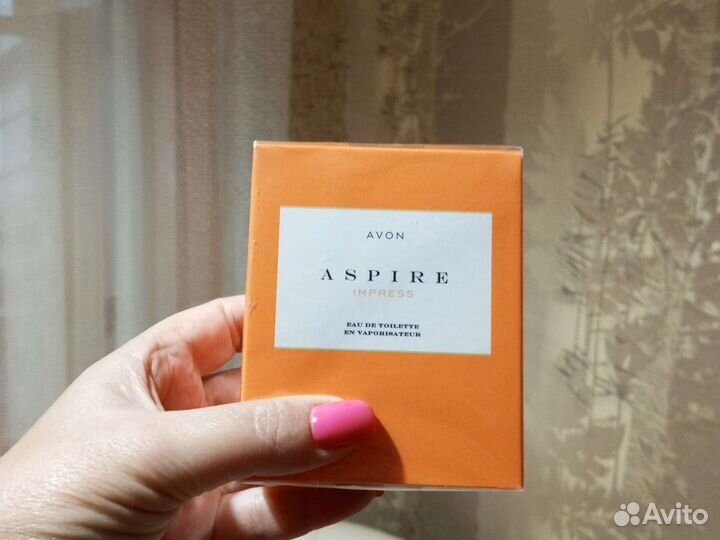 AVON
ASPIRE
IMPRESS
EAU DE TOILETTE
EN VAPORISATEUR
Avito